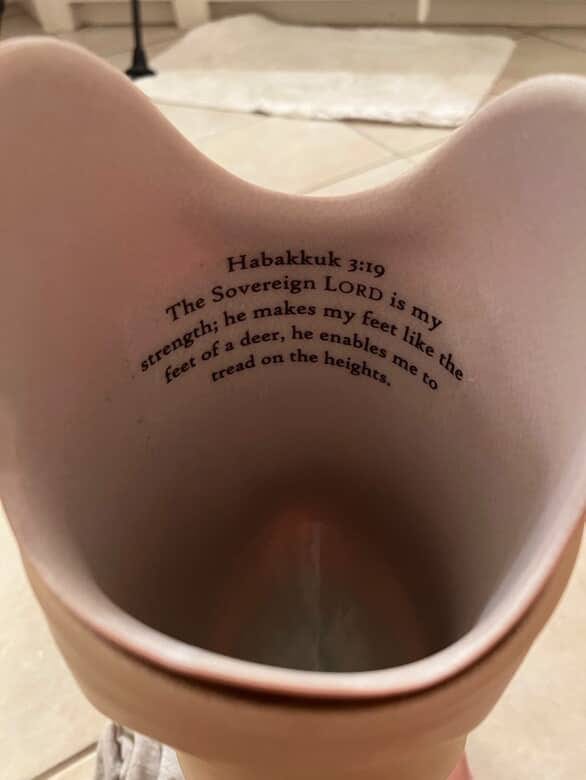 Habakkuk 3:19
The Sovereign LORD is my
strength; he makes my feet like the
feet of a deer, he enables me to
tread on the heights.